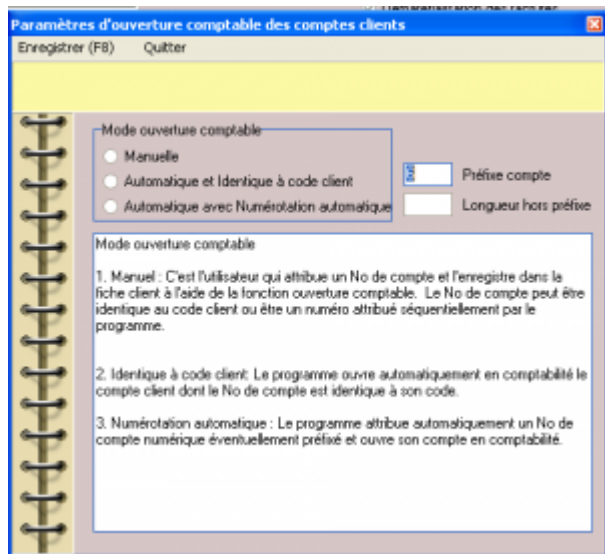 Paramètres d'ouverture comptable des comptes clients
Enregistrer (F8) Quitter
Mode ouverture comptable
Manuelle
Automatique et Identique à code client
Préfixe compte
Automatique avec Numérotation automatique
Longueur hors préfixe
Mode ouverture comptable
1. Manuel : C'est l'utilisateur qui attribue un No de compte et l'enregistre dans la
fiche client à l'aide de la fonction ouverture comptable. Le No de compte peut être
identique au code client ou être un numéro attribué séquentiellement par le
programme.
2. Identique à code client: Le programme ouvre automatiquement en comptabilité le
compte client dont le No de compte est identique à son code.
3. Numérotation automatique : Le programme attribue automatiquement un No de
compte numérique éventuellement préfixé et ouvre son compte en comptabilité.